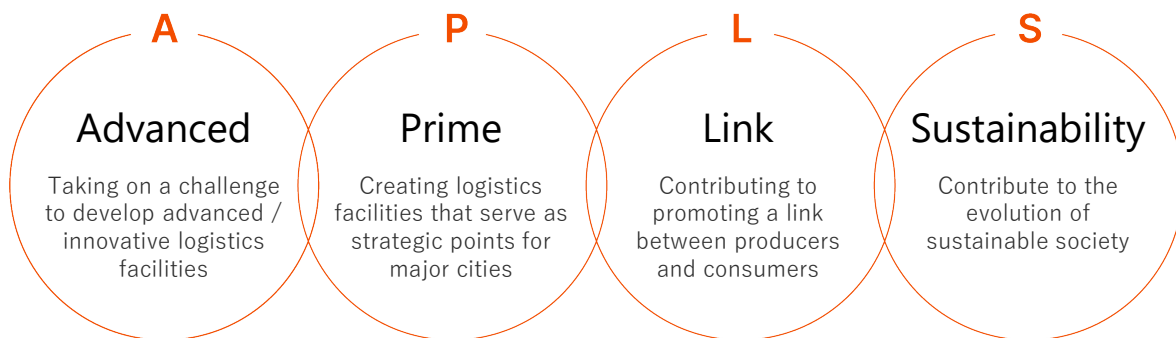 A
Advanced
Taking on a challenge
to develop advanced /
innovative logistics
facilities
P
Prime
Creating logistics
facilities that serve as
strategic points for
major cities
L
Link
Contributing to
promoting a link
between producers
and consumers
S
Sustainability
Contribute to the
evolution of
sustainable society